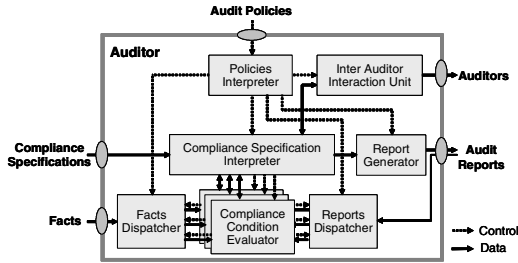 Audit Policies
Auditor
Policies
Interpreter
Inter Auditor
Interaction Unit
Auditors
Compliance
Specifications
Compliance Specification
Interpreter
Report
Generator
Audit
Reports
Facts
Facts
Dispatcher
Compliance
Condition
Evaluator
Reports
Dispatcher
Control
Data